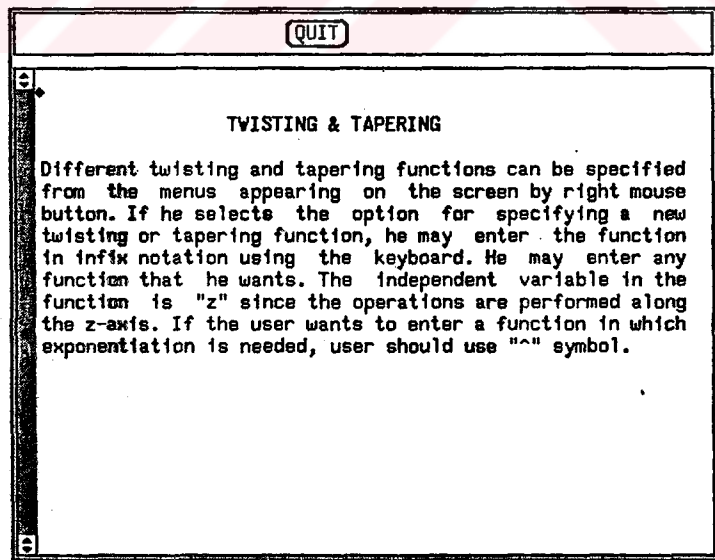 QUIT
TWISTING & TAPERING
Different twisting and tapering functions can be specified
from the menus appearing on the screen by right mouse
button. If he selects the option for specifying a new
twisting or tapering function, he may enter the function
in infix notation using the keyboard. He may enter any
function that he wants. The independent variable in the
function is "z" since the operations are performed along
the z-axis. If the user wants to enter a function in which
exponentiation is needed, user should use "^" symbol.